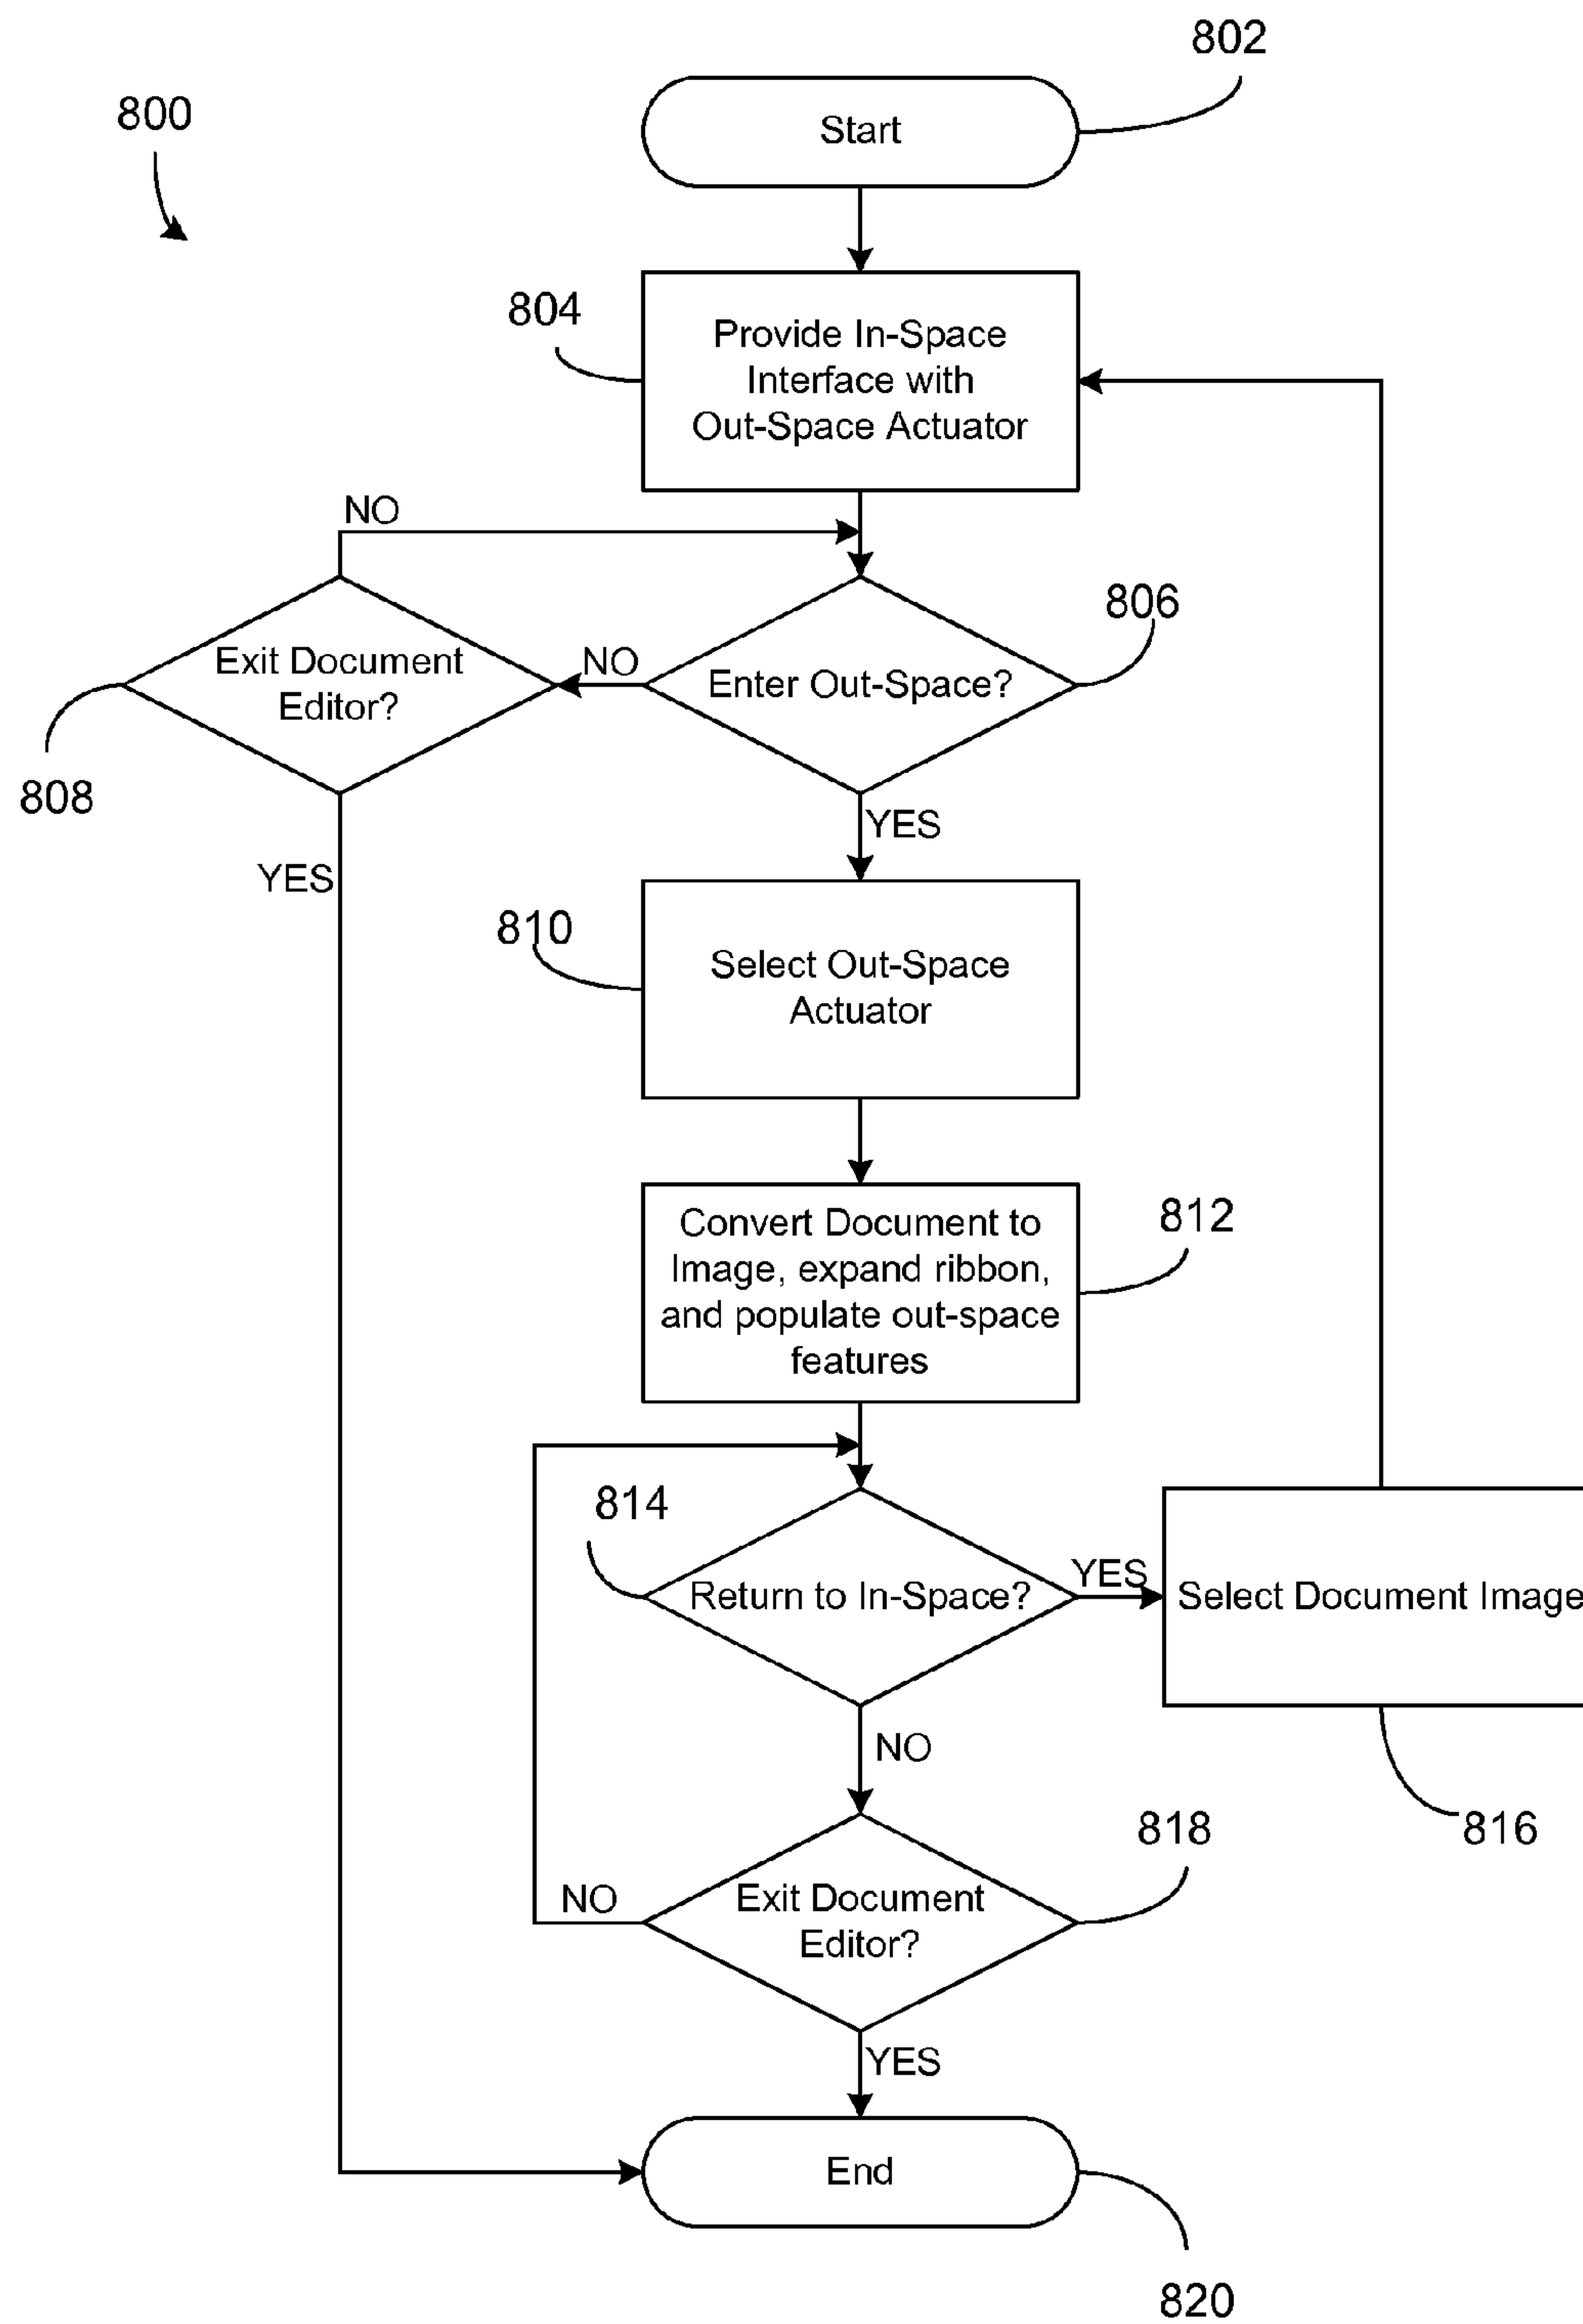 802
800
Start
804
Provide In-Space
Interface with
Out-Space Actuator
NO
806
Exit Document
Editor?
NO
Enter Out-Space?
808
YES
YES
810
Select Out-Space
Actuator
812
Convert Document to
Image, expand ribbon,
and populate out-space
features
814
Return to In-Space?
YES
Select Document Image
NO
818
816
NO
Exit Document
Editor?
YES
End
820